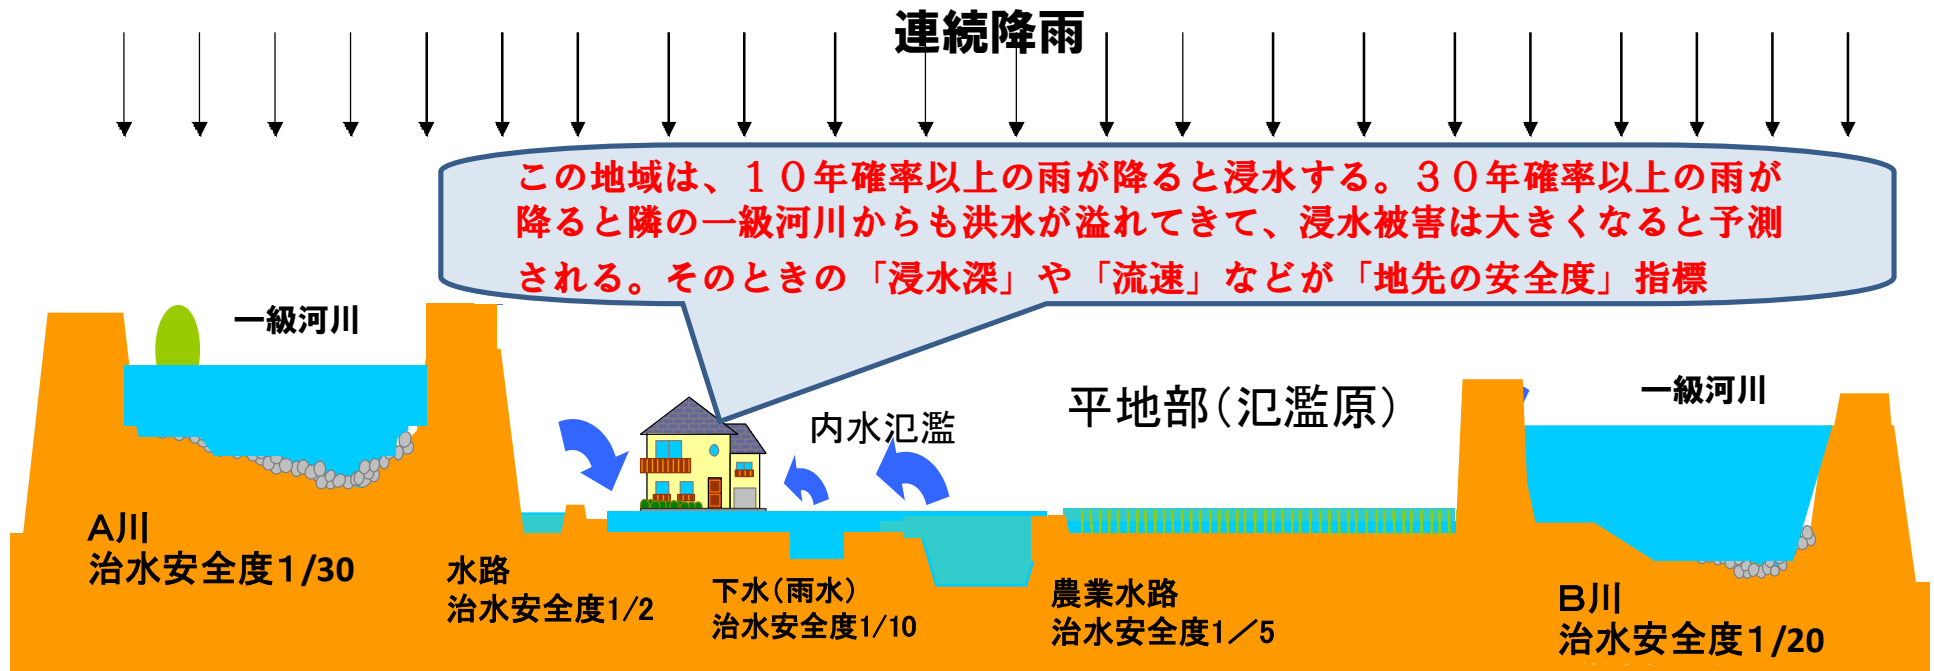 連続降雨
この地域は、１０年確率以上の雨が降ると浸水する。３０年確率以上の雨が
降ると隣の一級河川からも洪水が溢れてきて、浸水被害は大きくなると予測
される。そのときの「浸水深」や「流速」などが「地先の安全度」指標
一級河川
内水氾濫
平地部（氾濫原）
一級河川
A川
治水安全度１/30
水路
治水安全度1/2
下水（雨水）
治水安全度1/10
農業水路
治水安全度１／５
B川
治水安全度１/20